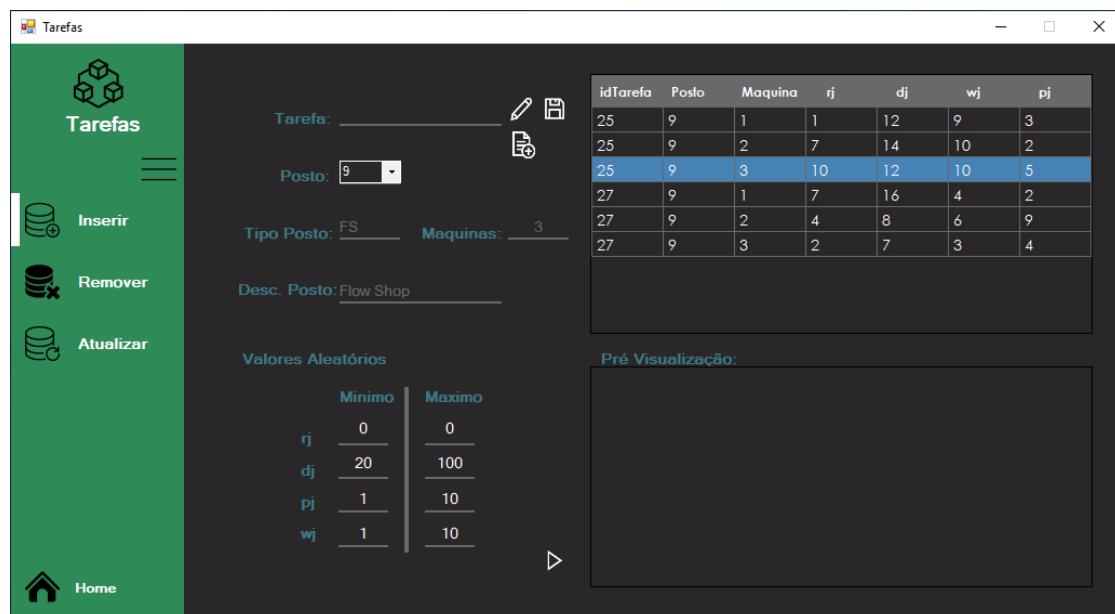 Tarefas
Tarefas
Inserir
Remover
Atualizar
Home
Tarefa:
Posto: 9
Tipo Posto: FS Maquinas: 3
Desc. Posto: Flow Shop
Valores Aleatórios
Minimo Maximo
rj 0 0
dj 20 100
pj 1 10
wj 1 10
idTarefa Posto Maquina rj dj wj pj
25 9 1 1 12 9 3
25 9 2 7 14 10 2
25 9 3 10 12 10 5
27 9 1 7 16 4 2
27 9 2 4 8 6 9
27 9 3 2 7 3 4
Pré Visualização: